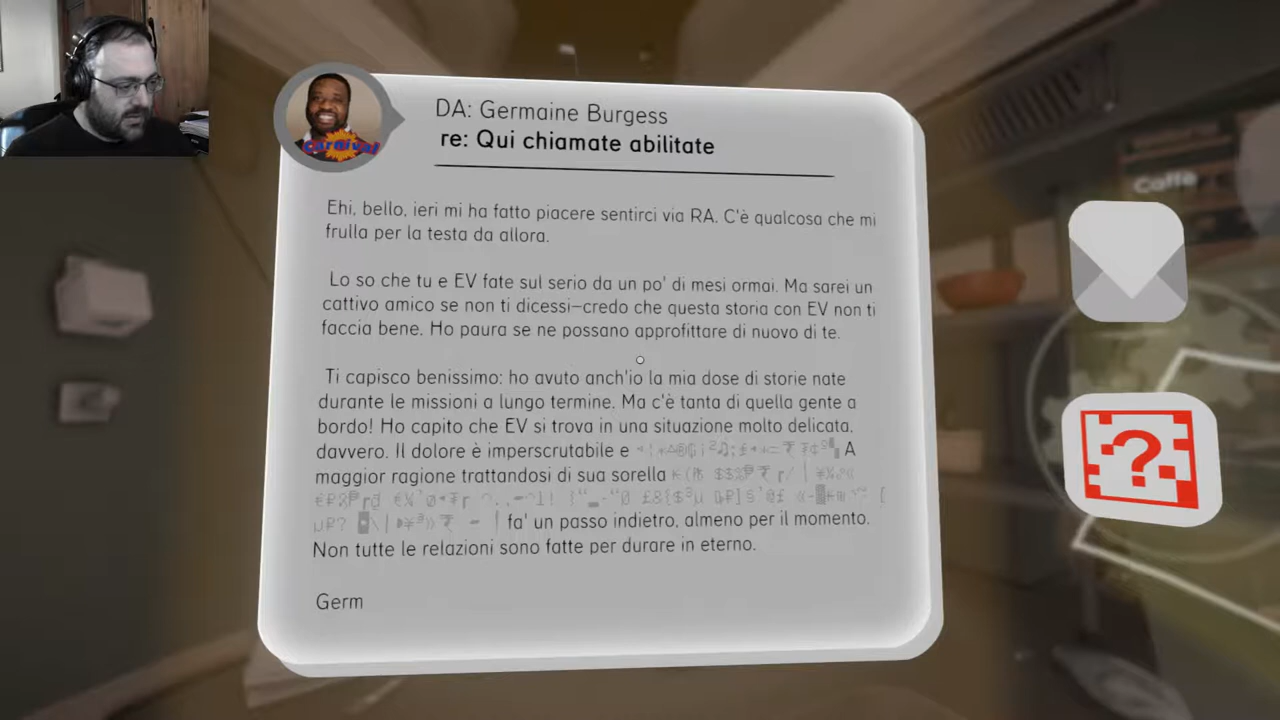 Carnival
DA: Germaine Burgess
re: Qui chiamate abilitate
Ehi, bello, ieri mi ha fatto piacere sentirci via RA. C'è qualcosa che mi
frulla per la testa da allora.
Lo so che tu e EV fate sul serio da un po' di mesi ormai. Ma sarei un
cattivo amico se non ti dicessi—credo che questa storia con EV non ti
faccia bene. Ho paura se ne possano approfittare di nuovo di te.
Ti capisco benissimo: ho avuto anch'io la mia dose di storie nate
durante le missioni a lungo termine. Ma c'è tanta di quella gente a
bordo! Ho capito che EV si trova in una situazione molto delicata,
davvero. Il dolore è imperscrutabile e A
maggior ragione trattandosi di sua sorella
fa' un passo indietro, almeno per il momento.
Non tutte le relazioni sono fatte per durare in eterno.
Germ
Caffè
?